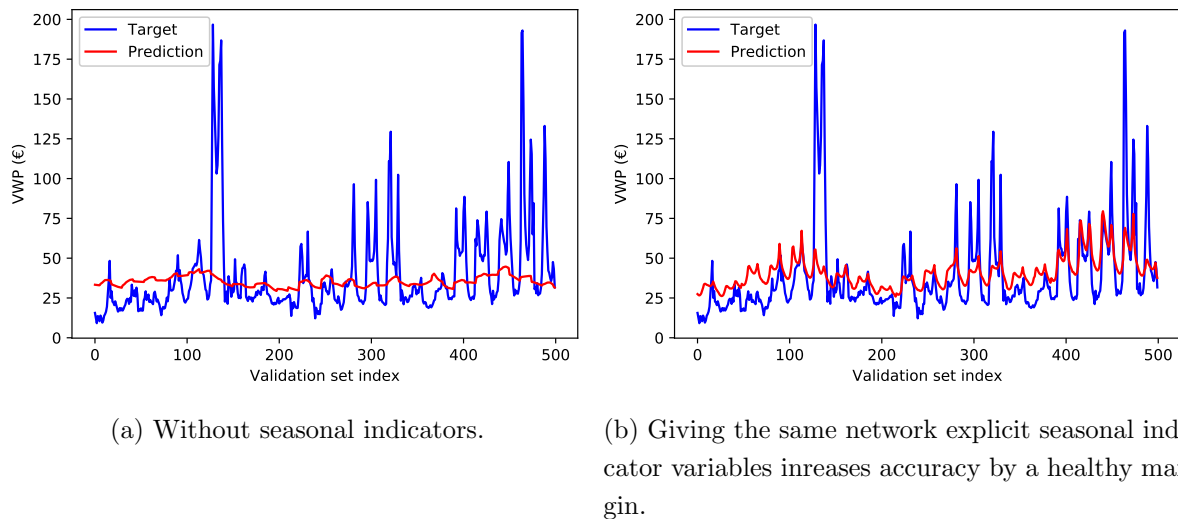 200
175
150
125
100
75
50
25
0
VWP (€)
Target
Prediction
0 100 200 300 400 500
Validation set index
200
175
150
125
100
75
50
25
0
VWP (€)
Target
Prediction
0 100 200 300 400 500
Validation set index
(a) Without seasonal indicators.
(b) Giving the same network explicit seasonal indi
cator variables inreases accuracy by a healthy mar
gin.